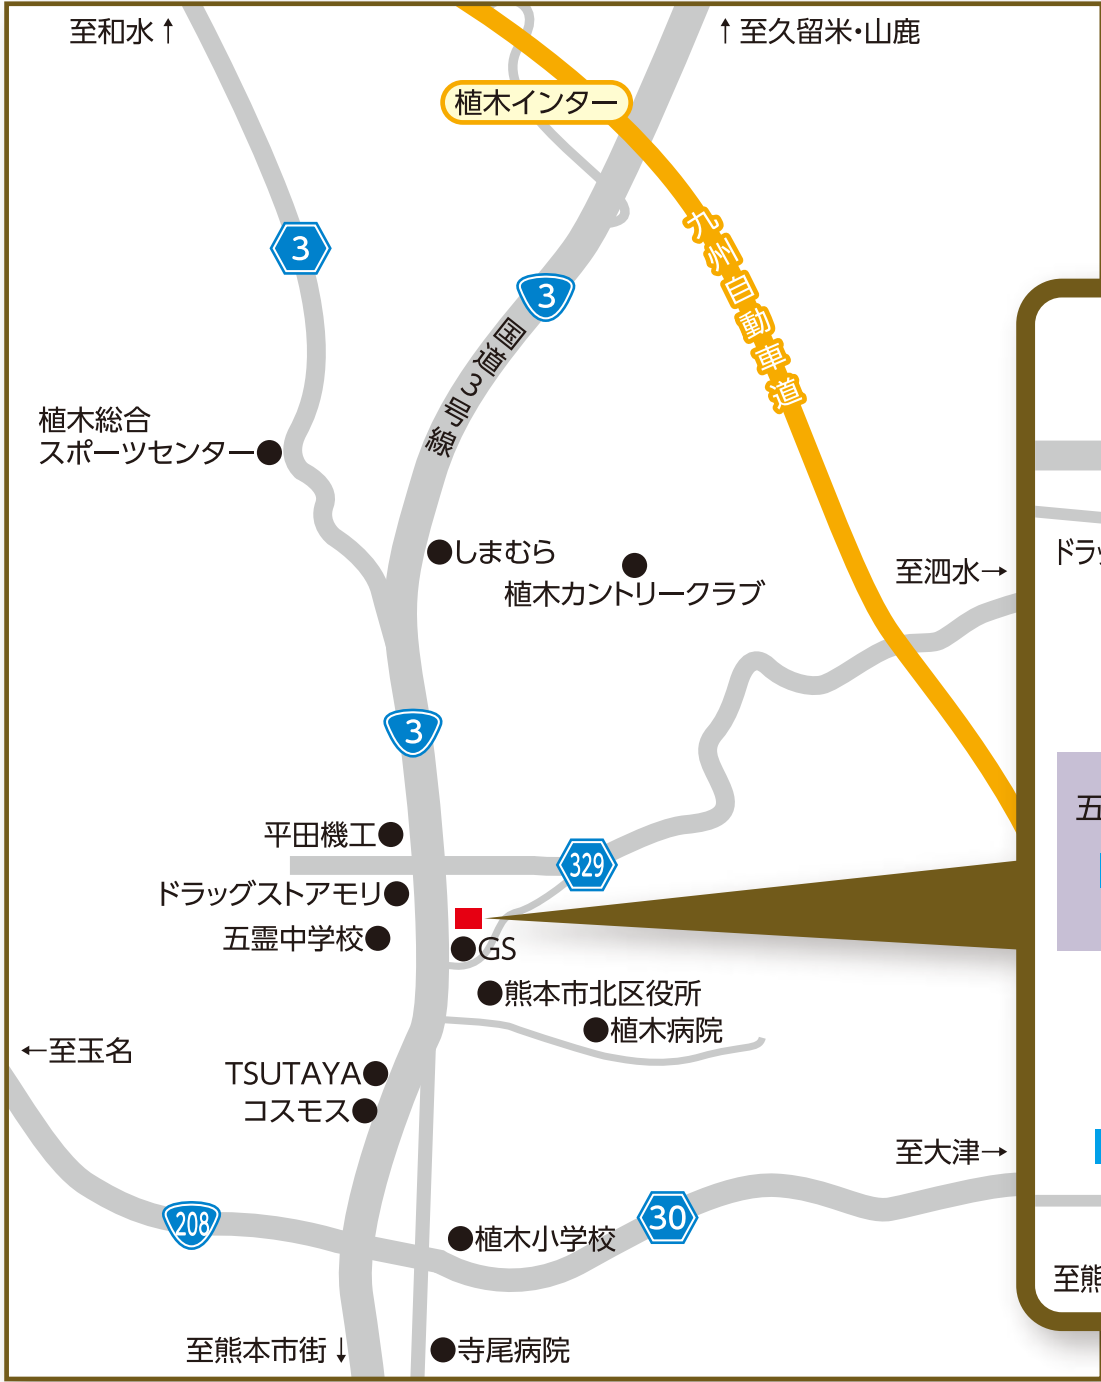 至和水↑
↑至久留米・山鹿
植木インター
3
3
九州自動車道
国道3号線
植木総合
スポーツセンター
しまむら
植木カントリークラブ
至泗水→
ドラッ
3
五
平田機工
329
ドラッグストアモリ
五霊中学校
GS
熊本市北区役所
植木病院
←至玉名
TSUTAYA
コスモス
至大津→
208
30
植木小学校
至熊
至熊本市街↓
寺尾病院